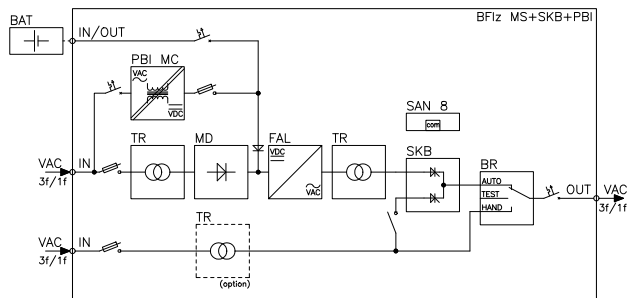 BFIz MS+SKB+PBI
BAT
IN/OUT
PBI MC
VAC
VDC
SAN 8
com
TR
MD
FAL
TR
SKB
BR
VDC
VAC
VAC
IN
3f/1f
AUTO
TEST
HAND
OUT
VAC
3f/1f
TR
VAC
IN
3f/1f
(option)